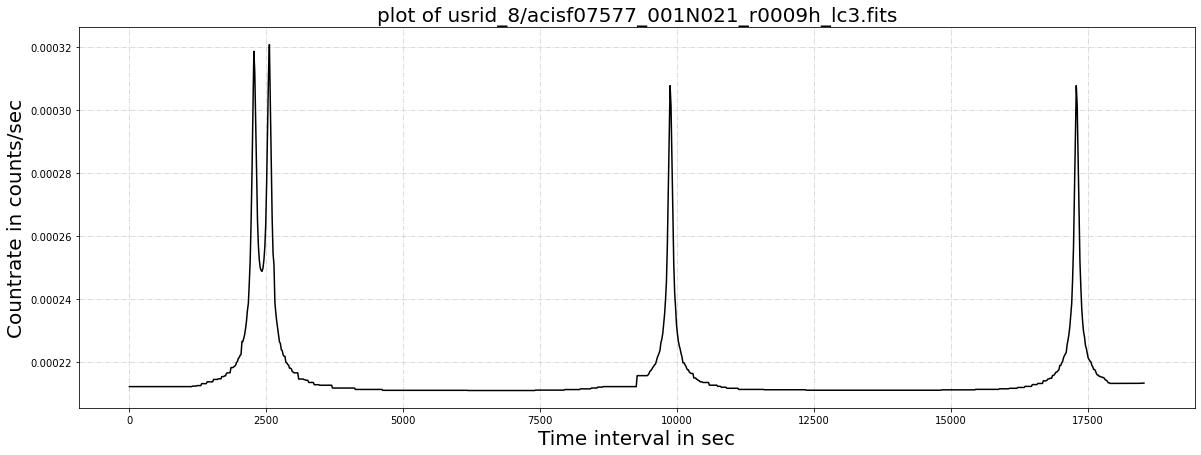 plot of usrid_8/acisf07577_001N021_r0009h_lc3.fits
Countrate in counts/sec
0.00032
0.00030
0.00028
0.00026
0.00024
0.00022
0 2500 5000 7500 10000 12500 15000 17500
Time interval in sec